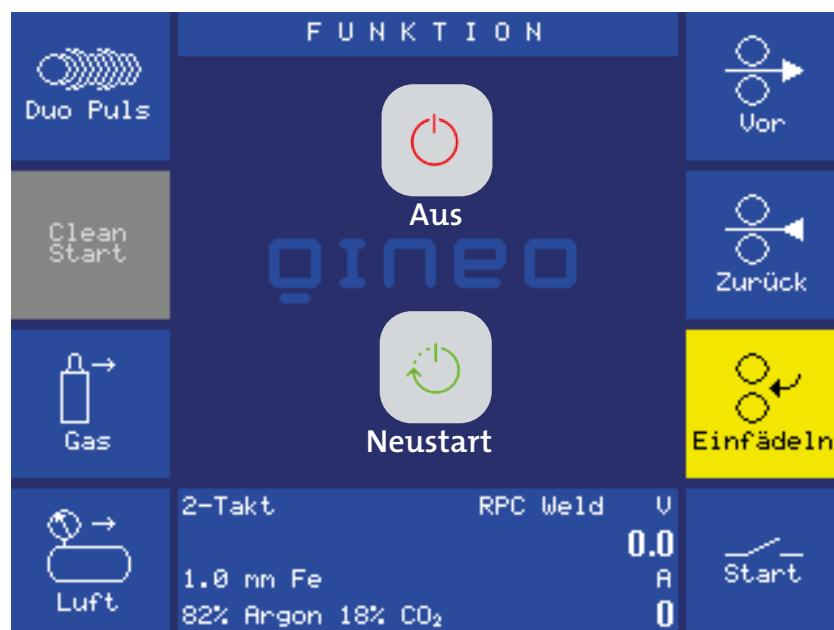 FUNKTION
Duo Puls
Clean
Start
Gas
Luft
Aus
qineo
Neustart
2-Takt RPC Weld V
0.0
1.0 mm Fe A
82% Argon 18% CO₂ 0
Vor
Zurück
Einfädeln
Start